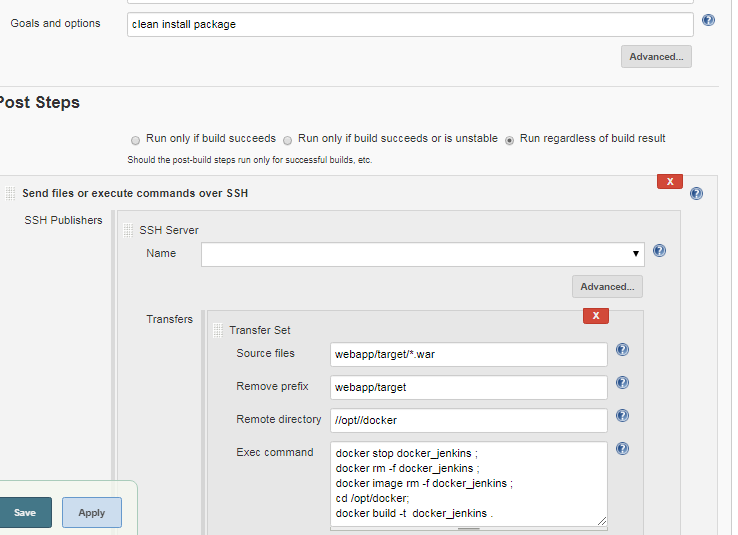 Goals and options
clean install package
Advanced...
Post Steps
Run only if build succeeds Run only if build succeeds or is unstable Run regardless of build result
Should the post-build steps run only for successful builds, etc.
X
Send files or execute commands over SSH
SSH Publishers
SSH Server
Name
Advanced...
Transfers
X
Transfer Set
Source files
webapp/target/*.war
Remove prefix
webapp/target
Remote directory
//opt//docker
Exec command
docker stop docker_jenkins ;
docker rm -f docker_jenkins ;
docker image rm -f docker_jenkins ;
cd /opt/docker;
docker build -t docker_jenkins .
Save
Apply